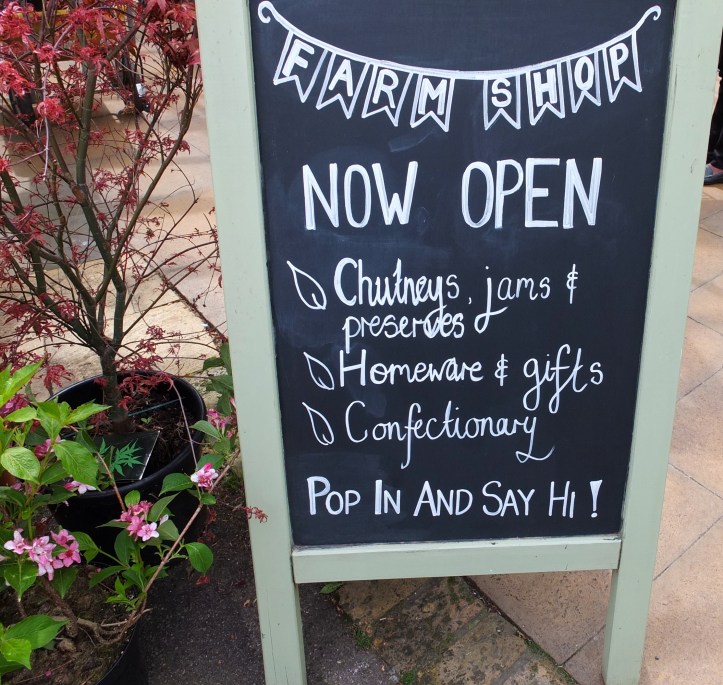 FARM SHOP
NOW OPEN
Chutneys, jams &
preserves
Homeware & gifts
Confectionary
POP IN AND SAY HI!